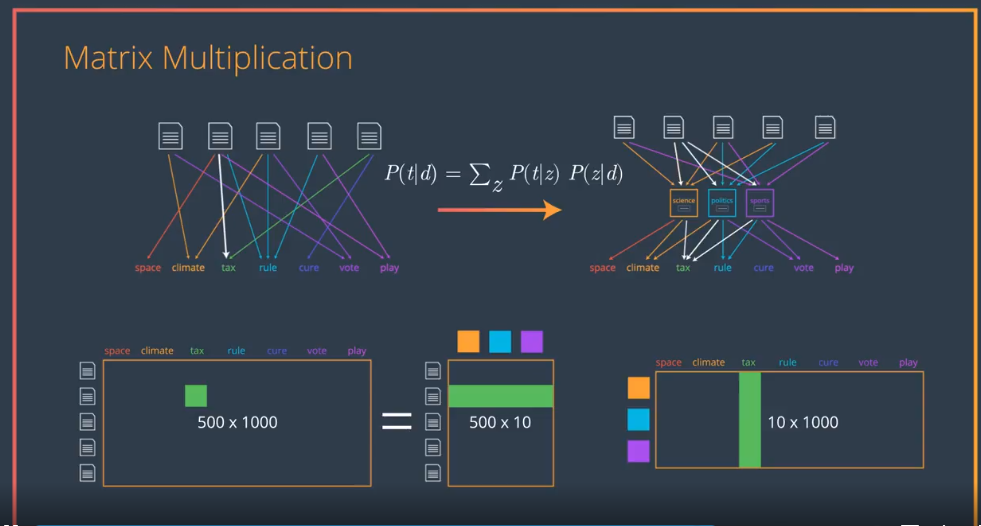 Matrix Multiplication
P(t|d) = ∑z P(t|z) P(z|d)
science politics sports
space climate tax rule cure vote play
space climate tax rule cure vote play
space climate tax rule cure vote play
500 x 1000
=
500 x 10
space climate tax rule cure vote play
10 x 1000